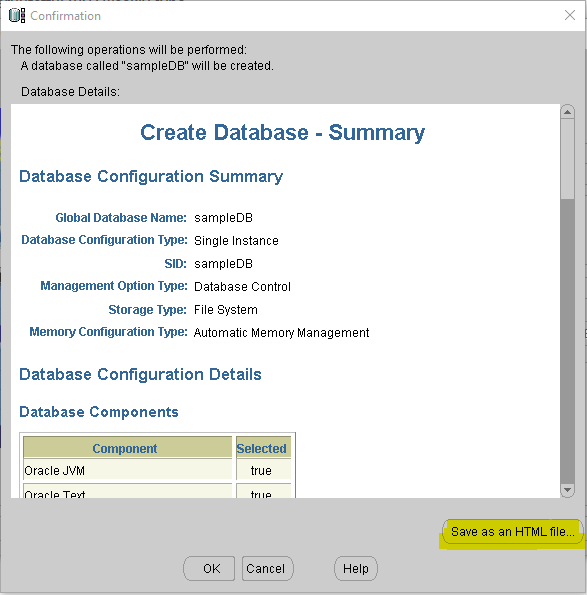 Confirmation
The following operations will be performed:
A database called "sampleDB" will be created.
Database Details:
Create Database - Summary
Database Configuration Summary
Global Database Name: sampleDB
Database Configuration Type: Single Instance
SID: sampleDB
Management Option Type: Database Control
Storage Type: File System
Memory Configuration Type: Automatic Memory Management
Database Configuration Details
Database Components
Component Selected
Oracle JVM true
Oracle Text true
Save as an HTML file...
OK Cancel Help